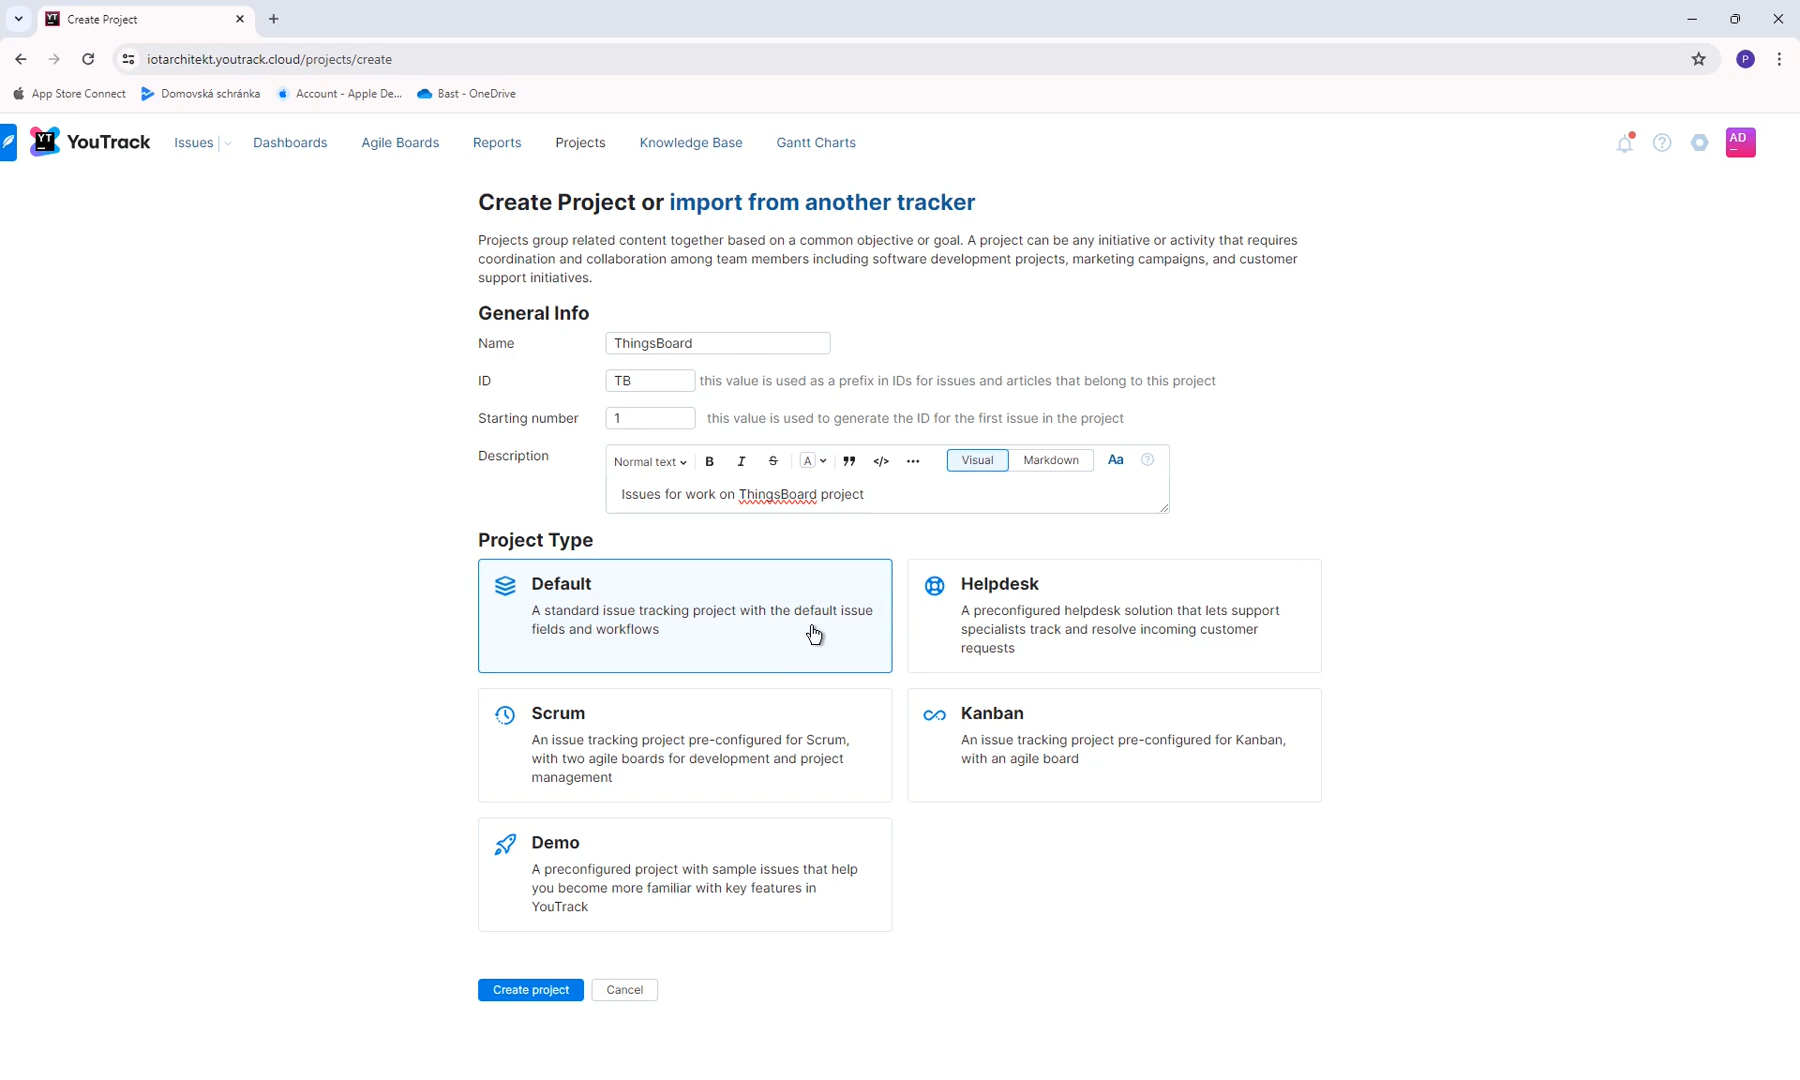 YT Create Project
iotarchitekt.youtrack.cloud/projects/create
P
App Store Connect Domovská schránka Account - Apple De... Bast - OneDrive
YT YouTrack Issues Dashboards Agile Boards Reports Projects Knowledge Base Gantt Charts AD
Create Project or import from another tracker
Projects group related content together based on a common objective or goal. A project can be any initiative or activity that requires
coordination and collaboration among team members including software development projects, marketing campaigns, and customer
support initiatives.
General Info
Name ThingsBoard
ID TB this value is used as a prefix in IDs for issues and articles that belong to this project
Starting number 1 this value is used to generate the ID for the first issue in the project
Description Normal text B I S A </> Visual Markdown Aa
Issues for work on ThingsBoard project
Project Type
Default
A standard issue tracking project with the default issue
fields and workflows
Helpdesk
A preconfigured helpdesk solution that lets support
specialists track and resolve incoming customer
requests
Scrum
An issue tracking project pre-configured for Scrum,
with two agile boards for development and project
management
Kanban
An issue tracking project pre-configured for Kanban,
with an agile board
Demo
A preconfigured project with sample issues that help
you become more familiar with key features in
YouTrack
Create project Cancel